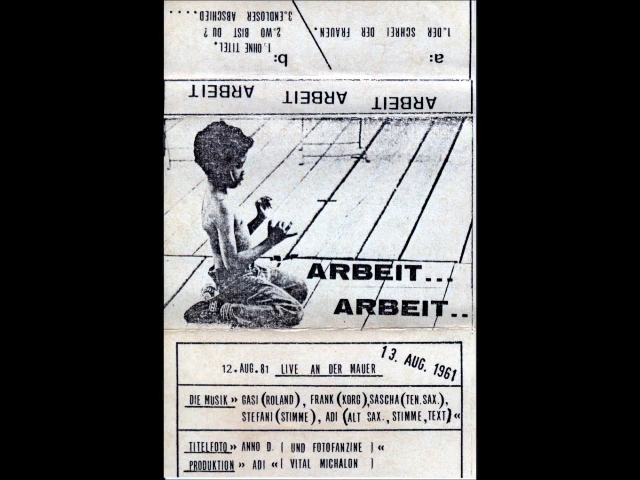 3.ENDLOSER ABSCHIED.....
2.WO BIST DU ?
1.OHNE TITEL.
b:
1.DER SCHREI DER FRAUEN.
a:
ARBEIT ARBEIT ARBEIT
ARBEIT...
ARBEIT..
12.AUG.81 LIVE AN DER MAUER
13. AUG. 1961
DIE MUSIK » GASI (ROLAND), FRANK (KORG), SASCHA (TEN.SAX.),
STEFANI (STIMME), ADI (ALT SAX., STIMME, TEXT) «
TITELFOTO » ANNO D. ( UND FOTOFANZINE ) «
PRODUKTION » ADI « ( VITAL MICHALON )